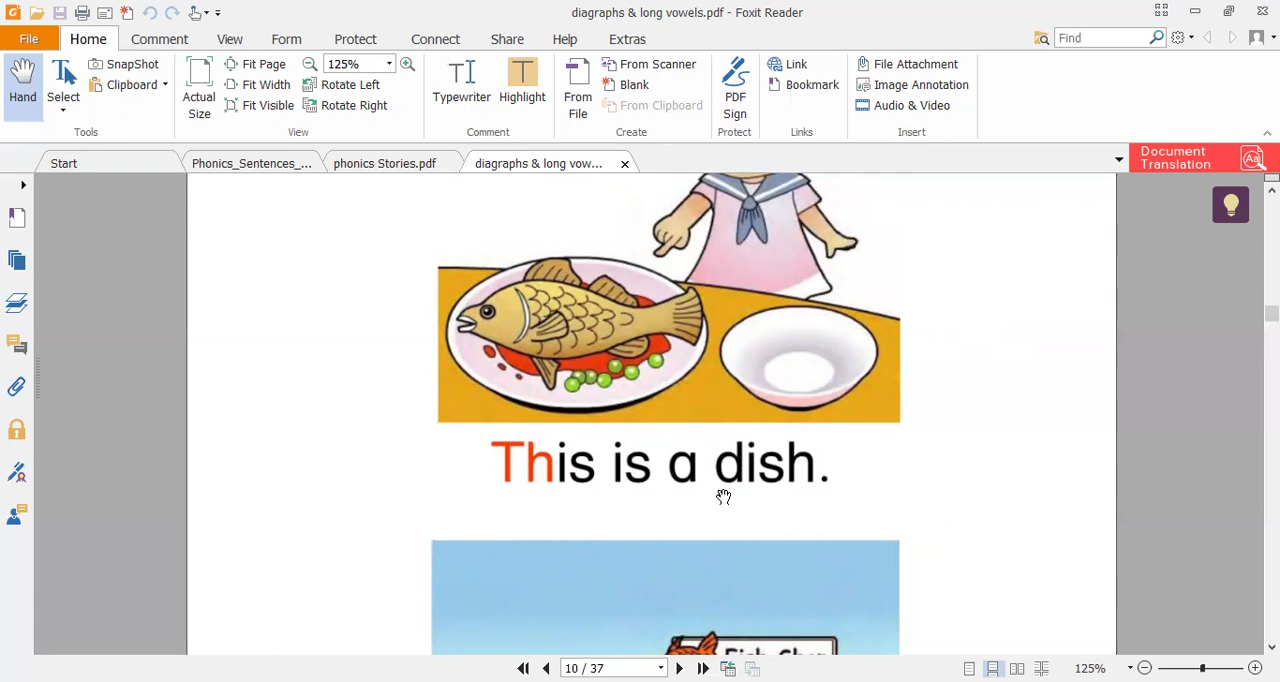 diagraphs & long vowels.pdf - Foxit Reader
File Home Comment View Form Protect Connect Share Help Extras
Find
Hand
Select
SnapShot
Clipboard
Tools
Actual Size
Fit Page
Fit Width
Fit Visible
125%
Rotate Left
Rotate Right
View
Typewriter
Highlight
Comment
From File
From Scanner
Blank
From Clipboard
Create
PDF Sign
Protect
Link
Bookmark
Links
File Attachment
Image Annotation
Audio & Video
Insert
Start
Phonics_Sentences_...
phonics Stories.pdf
diagraphs & long vow...
Document
Translation
This is a dish.
10 / 37
125%